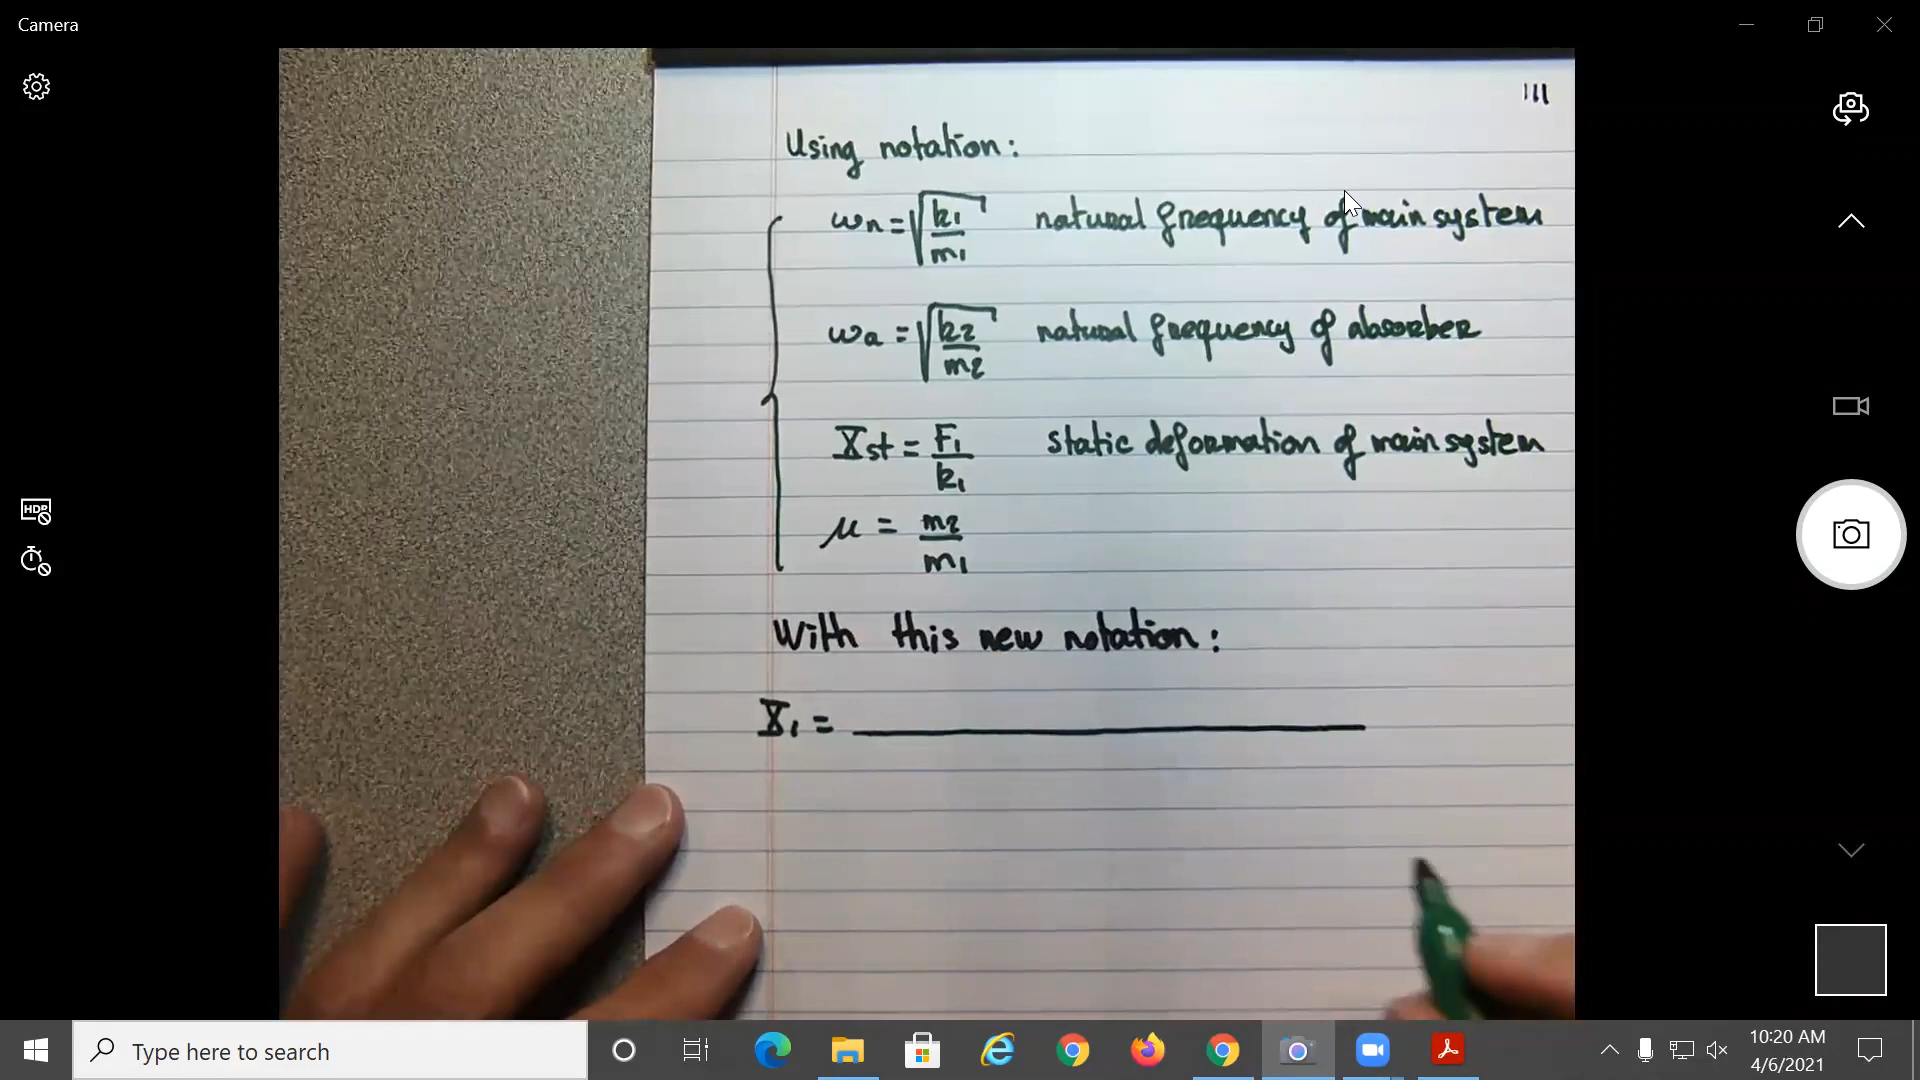 Camera
111
Using notation:
ωn = √k1/m1 natural frequency of main system
ωa = √k2/m2 natural frequency of absorber
Xst = F1/k1 static deformation of main system
μ = m2/m1
With this new notation:
X1 =
HDR
Type here to search
10:20 AM
4/6/2021